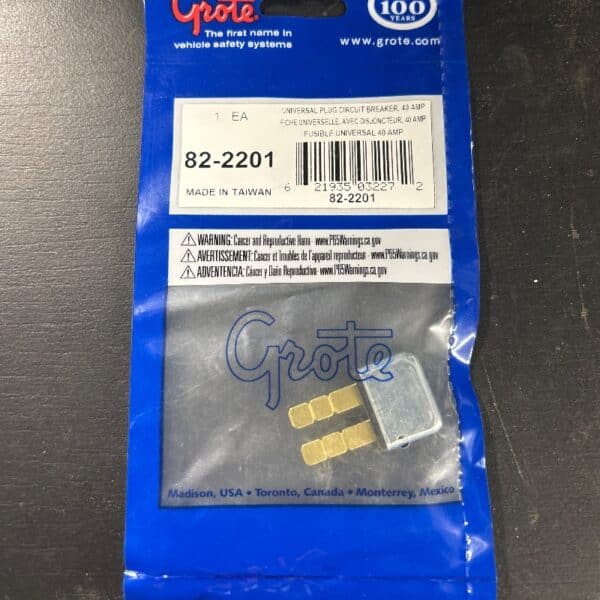 Grote
The first name in
vehicle safety systems
100
YEARS
www.grote.com
1 EA
UNIVERSAL PLUG CIRCUIT BREAKER, 40 AMP
FICHE UNIVERSELLE, AVEC DISJONCTEUR, 40 AMP
FUSIBLE UNIVERSAL 40 AMP
82-2201
MADE IN TAIWAN
6 21935 03227 2
82-2201
WARNING: Cancer and Reproductive Harm - www.P65Warnings.ca.gov
AVERTISSEMENT: Cancer et Troubles de l'appareil reproducteur - www.P65Warnings.ca.gov
ADVENTENCIA: Cáncer y Daño Reproductivo - www.P65Warnings.ca.gov
Grote
Madison, USA • Toronto, Canada • Monterrey, Mexico